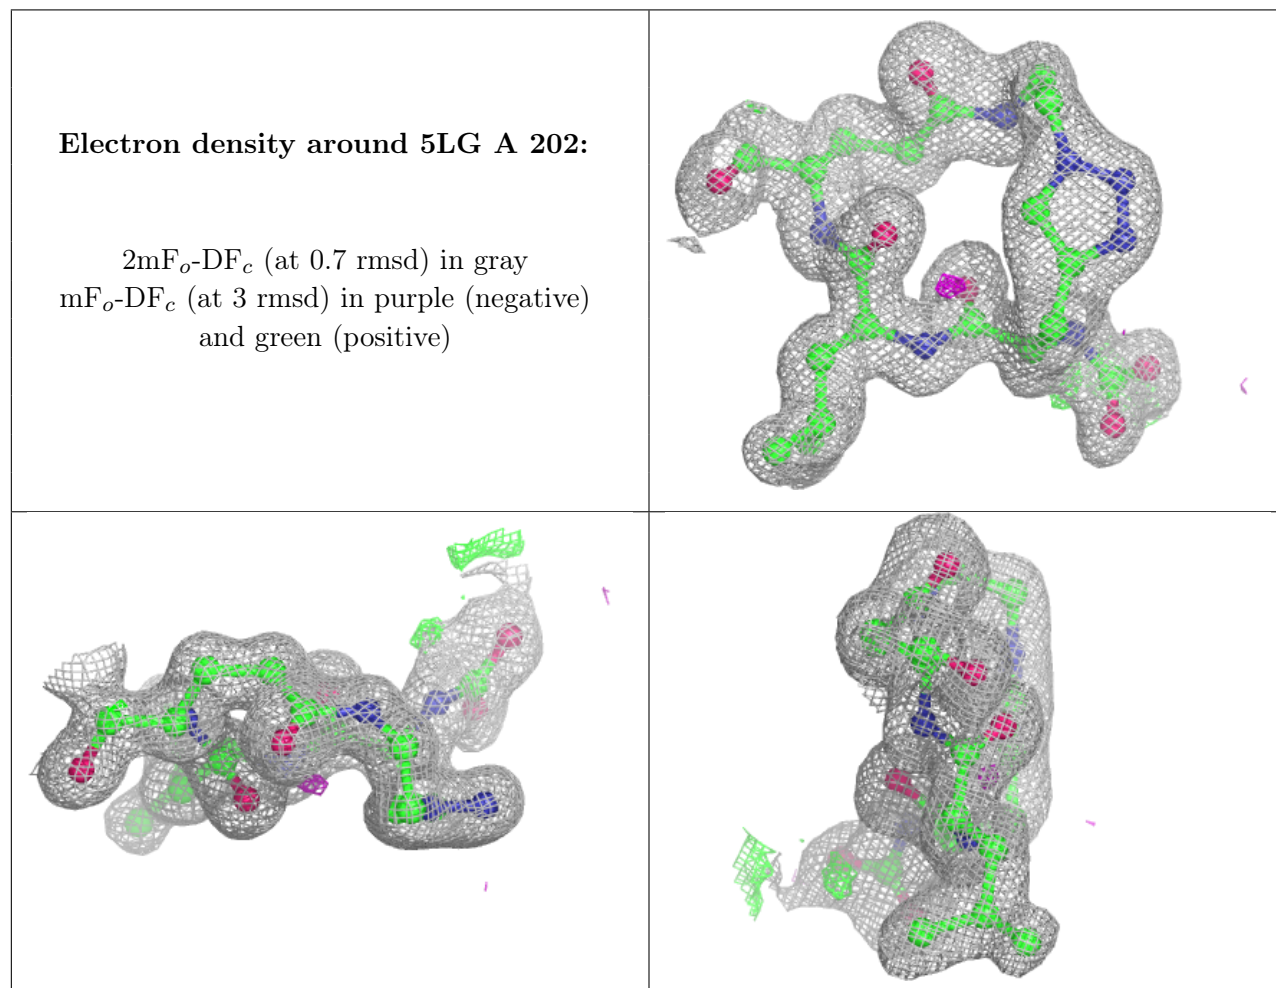 Electron density around 5LG A 202:
2mFo-DFc (at 0.7 rmsd) in gray
mFo-DFc (at 3 rmsd) in purple (negative)
and green (positive)